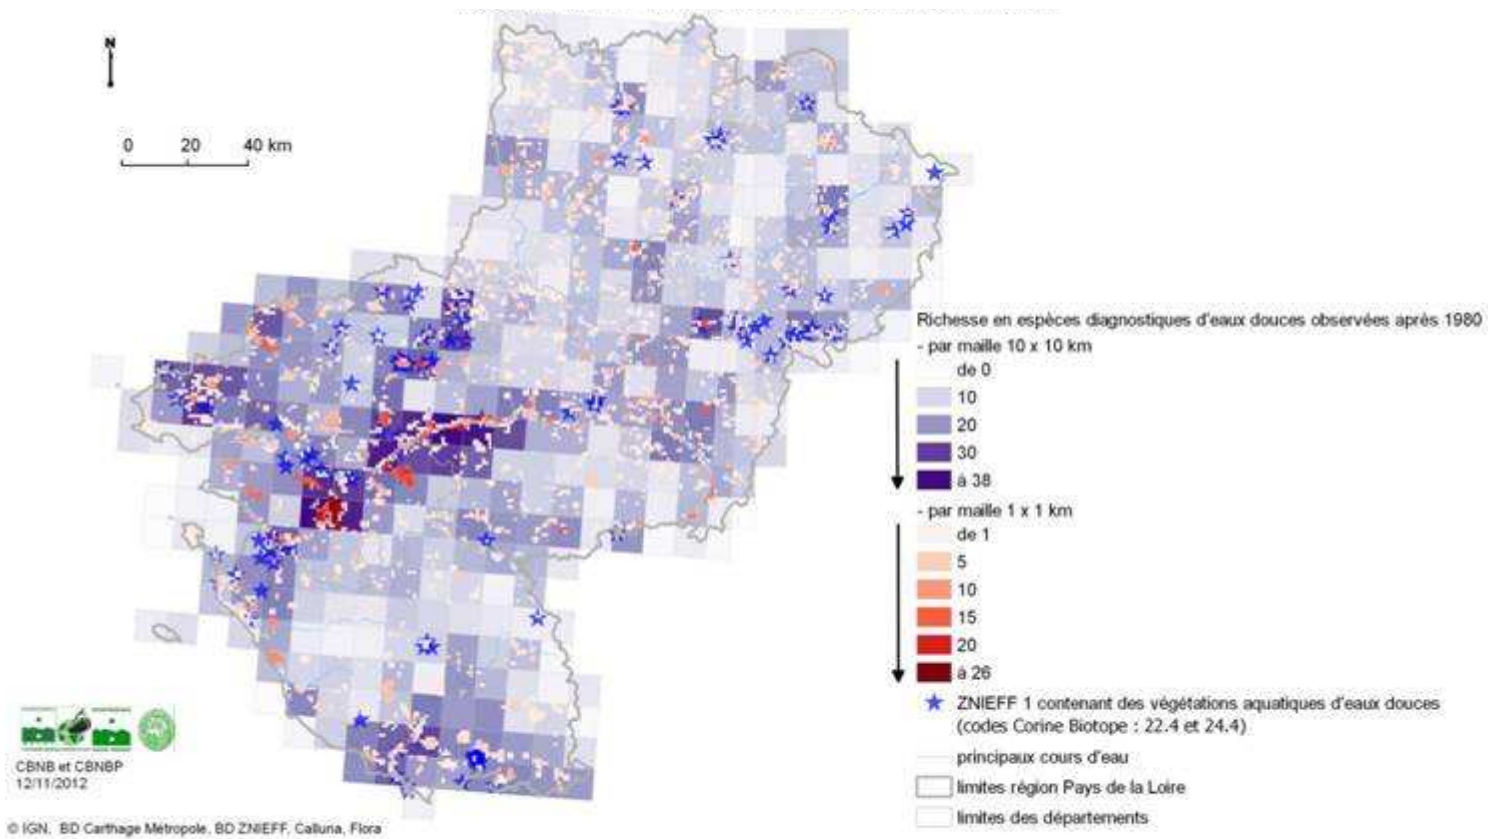 N
0 20 40 km
Richesse en espèces diagnostiques d'eaux douces observées après 1980
- par maille 10 x 10 km
de 0
10
20
30
à 38
- par maille 1 x 1 km
de 1
5
10
15
20
à 26
ZNIEFF 1 contenant des végétations aquatiques d'eaux douces
(codes Corine Biotope : 22.4 et 24.4)
principaux cours d'eau
limites région Pays de la Loire
limites des départements
CBNB et CBNBP
12/11/2012
© IGN, BD Carthage Métropole, BD ZNIEFF, Calluna, Flora